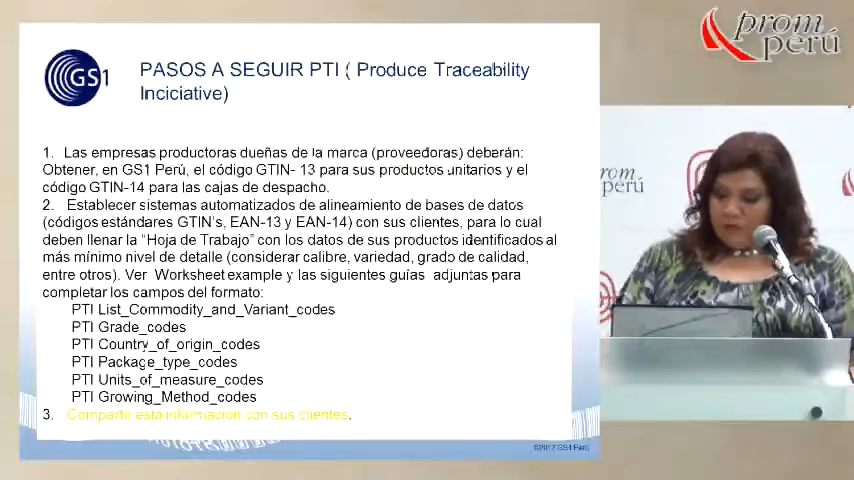 prom
perú
GS1
PASOS A SEGUIR PTI ( Produce Traceability
Inciciative)
1. Las empresas productoras dueñas de la marca (proveedoras) deberán:
Obtener, en GS1 Perú, el código GTIN- 13 para sus productos unitarios y el
código GTIN-14 para las cajas de despacho.
2. Establecer sistemas automatizados de alineamiento de bases de datos
(códigos estándares GTIN's, EAN-13 y EAN-14) con sus clientes, para lo cual
deben llenar la “Hoja de Trabajo” con los datos de sus productos identificados al
más mínimo nivel de detalle (considerar calibre, variedad, grado de calidad,
entre otros). Ver Worksheet example y las siguientes guías adjuntas para
completar los campos del formato:
PTI List_Commodity_and_Variant_codes
PTI Grade_codes
PTI Country_of_origin_codes
PTI Package_type_codes
PTI Units_of_measure_codes
PTI Growing_Method_codes
3. Compartir esta información con sus clientes.
©2012 GS1 Perú
prom
perú